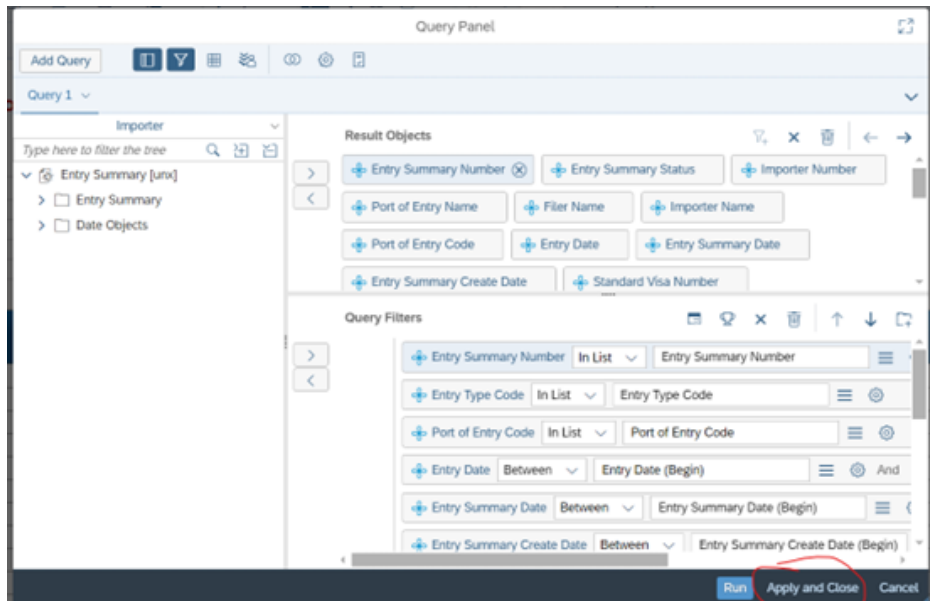 Query Panel
Add Query
Query 1
Importer
Type here to filter the tree
Entry Summary [unx]
Entry Summary
Date Objects
Result Objects
Entry Summary Number Entry Summary Status Importer Number
Port of Entry Name Filer Name Importer Name
Port of Entry Code Entry Date Entry Summary Date
Entry Summary Create Date Standard Visa Number
Query Filters
Entry Summary Number In List Entry Summary Number
Entry Type Code In List Entry Type Code
Port of Entry Code In List Port of Entry Code
Entry Date Between Entry Date (Begin) And
Entry Summary Date Between Entry Summary Date (Begin)
Entry Summary Create Date Between Entry Summary Create Date (Begin)
Run Apply and Close Cancel